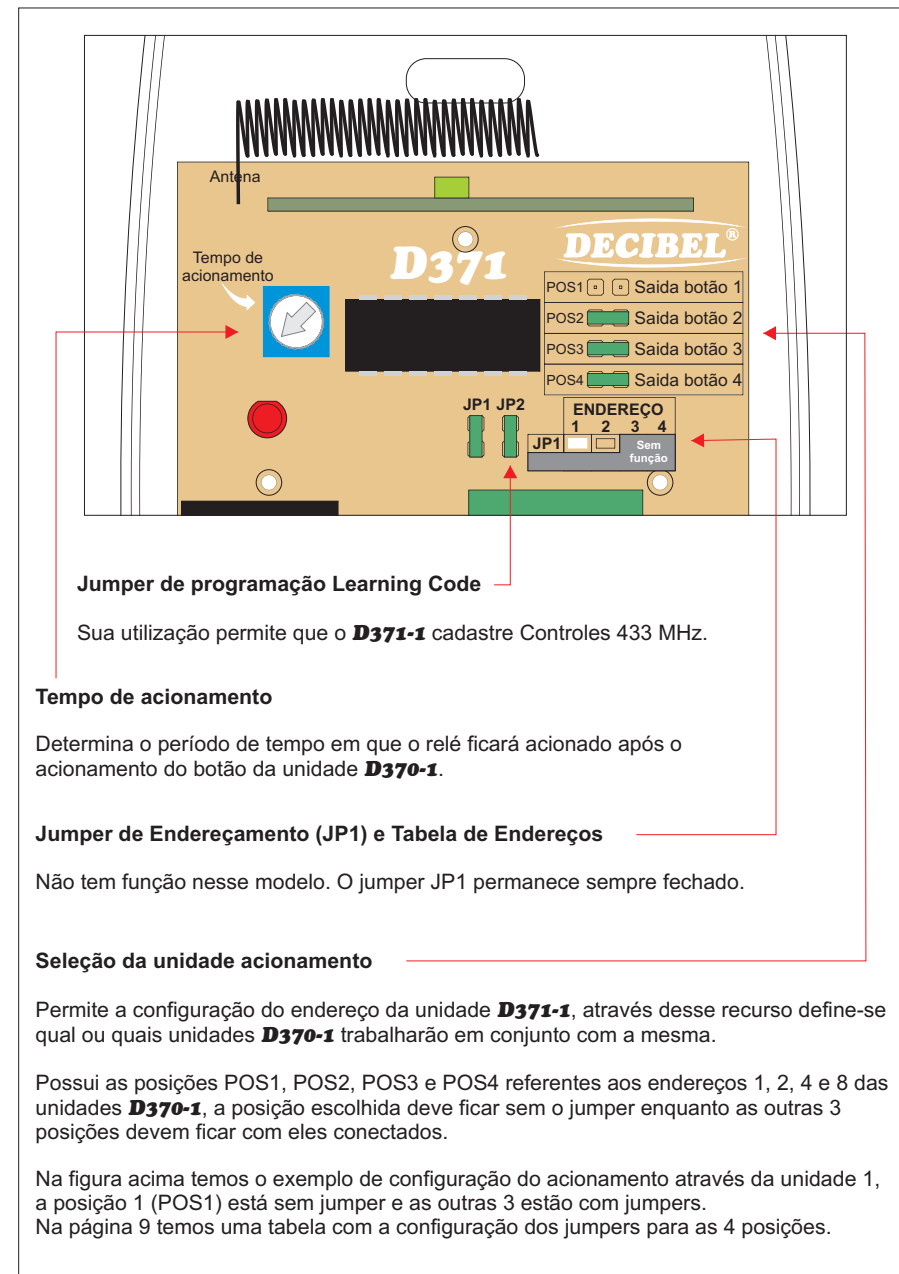 Antena
Tempo de
acionamento
D371
DECIBEL®
POS1 Saida botão 1
POS2 Saida botão 2
POS3 Saida botão 3
POS4 Saida botão 4
JP1 JP2
ENDEREÇO
1 2 3 4
JP1
Sem
função
Jumper de programação Learning Code
Sua utilização permite que o D371-1 cadastre Controles 433 MHz.
Tempo de acionamento
Determina o período de tempo em que o relé ficará acionado após o
acionamento do botão da unidade D370-1.
Jumper de Endereçamento (JP1) e Tabela de Endereços
Não tem função nesse modelo. O jumper JP1 permanece sempre fechado.
Seleção da unidade acionamento
Permite a configuração do endereço da unidade D371-1, através desse recurso define-se
qual ou quais unidades D370-1 trabalharão em conjunto com a mesma.
Possui as posições POS1, POS2, POS3 e POS4 referentes aos endereços 1, 2, 4 e 8 das
unidades D370-1, a posição escolhida deve ficar sem o jumper enquanto as outras 3
posições devem ficar com eles conectados.
Na figura acima temos o exemplo de configuração do acionamento através da unidade 1,
a posição 1 (POS1) está sem jumper e as outras 3 estão com jumpers.
Na página 9 temos uma tabela com a configuração dos jumpers para as 4 posições.